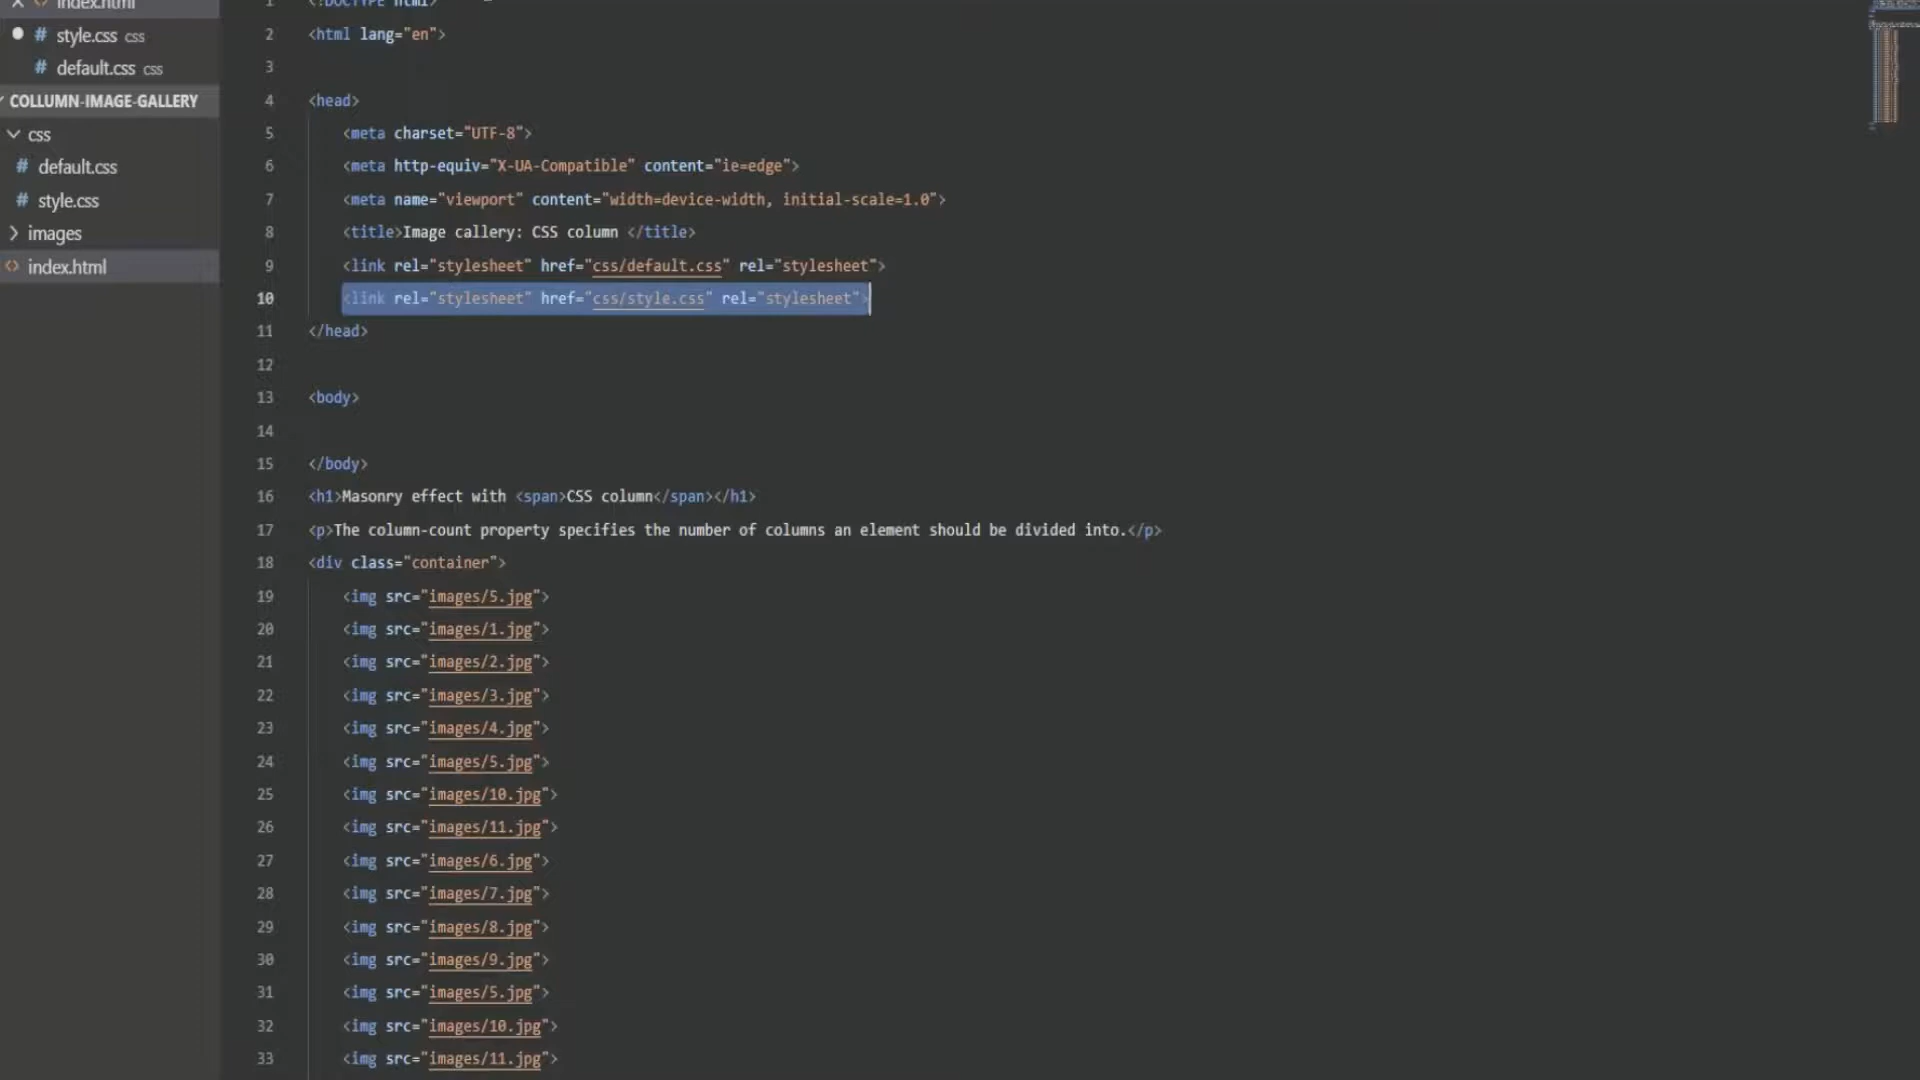 index.html
style.css css
default.css css
COLLUMN-IMAGE-GALLERY
css
default.css
style.css
images
index.html
1 <!DOCTYPE html>
2 <html lang="en">
3
4 <head>
5 <meta charset="UTF-8">
6 <meta http-equiv="X-UA-Compatible" content="ie=edge">
7 <meta name="viewport" content="width=device-width, initial-scale=1.0">
8 <title>Image callery: CSS column </title>
9 <link rel="stylesheet" href="css/default.css" rel="stylesheet">
10 <link rel="stylesheet" href="css/style.css" rel="stylesheet">
11 </head>
12
13 <body>
14
15 </body>
16 <h1>Masonry effect with <span>CSS column</span></h1>
17 <p>The column-count property specifies the number of columns an element should be divided into.</p>
18 <div class="container">
19 <img src="images/5.jpg">
20 <img src="images/1.jpg">
21 <img src="images/2.jpg">
22 <img src="images/3.jpg">
23 <img src="images/4.jpg">
24 <img src="images/5.jpg">
25 <img src="images/10.jpg">
26 <img src="images/11.jpg">
27 <img src="images/6.jpg">
28 <img src="images/7.jpg">
29 <img src="images/8.jpg">
30 <img src="images/9.jpg">
31 <img src="images/5.jpg">
32 <img src="images/10.jpg">
33 <img src="images/11.jpg">